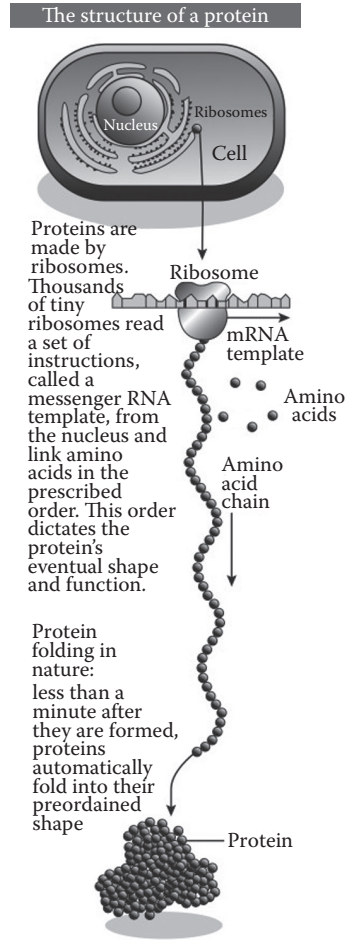 The structure of a protein
Ribosomes
Nucleus
Cell
Proteins are
made by
ribosomes.
Thousands
of tiny
ribosomes read
a set of
instructions,
called a
messenger RNA
template, from
the nucleus and
link amino
acids in the
prescribed
order. This order
dictates the
protein's
eventual shape
and function.
Ribosome
mRNA
template
Amino
acids
Amino
acid
chain
Protein
folding in
nature:
less than a
minute after
they are formed,
proteins
automatically
fold into their
preordained
shape
Protein